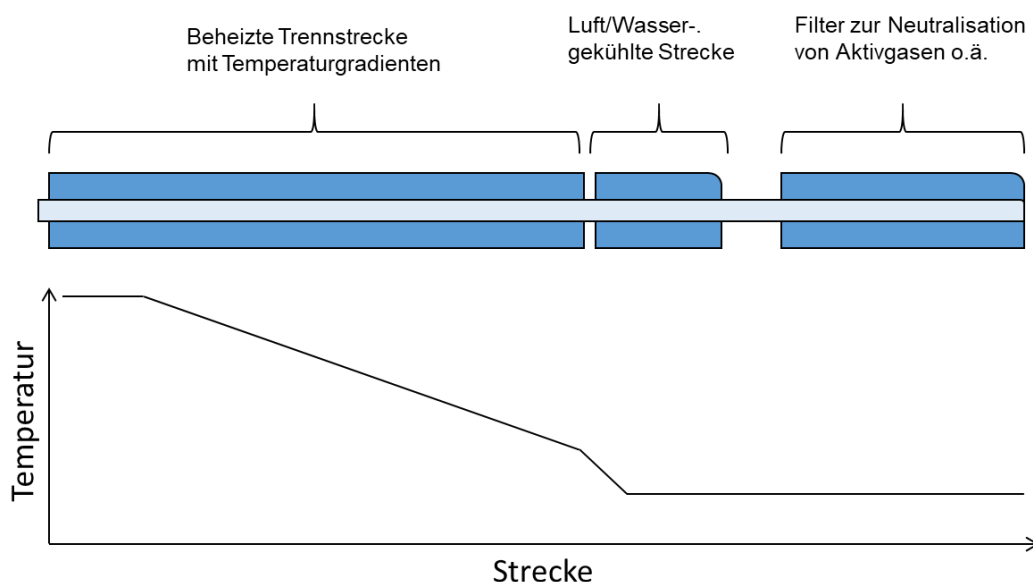 Beheizte Trennstrecke
mit Temperaturgradienten
Luft/Wasser-.
gekühlte Strecke
Filter zur Neutralisation
von Aktivgasen o.ä.
Temperatur
Strecke